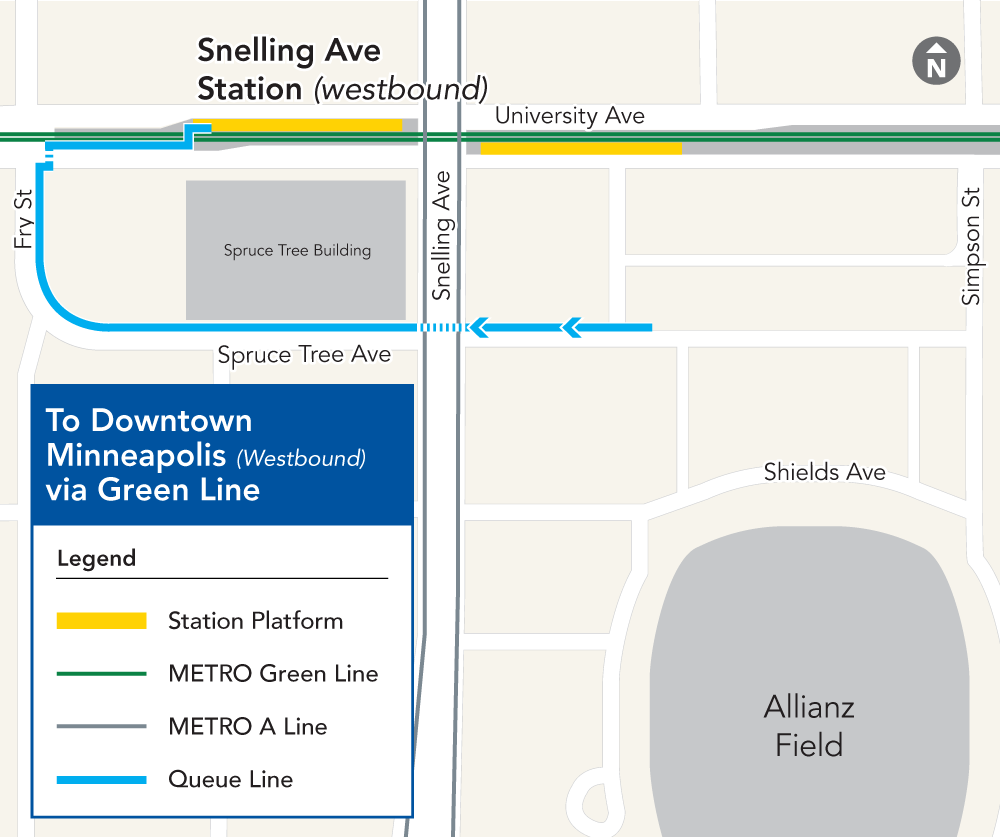 Snelling Ave
Station (westbound)
N
University Ave
Fry St
Snelling Ave
Simpson St
Spruce Tree Building
Spruce Tree Ave
To Downtown
Minneapolis (Westbound)
via Green Line
Shields Ave
Legend
Station Platform
METRO Green Line
METRO A Line
Queue Line
Allianz
Field